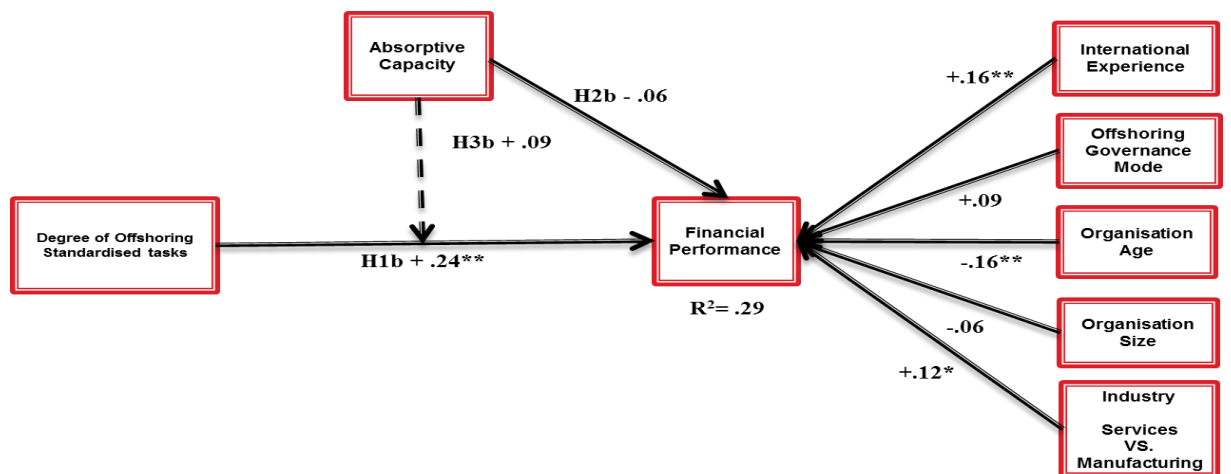 Absorptive
Capacity
H2b - .06
H3b + .09
Degree of Offshoring
Standardised tasks
H1b + .24**
Financial
Performance
R²= .29
+.16**
+.09
-.16**
-.06
+.12*
International
Experience
Offshoring
Governance
Mode
Organisation
Age
Organisation
Size
Industry
Services
VS.
Manufacturing